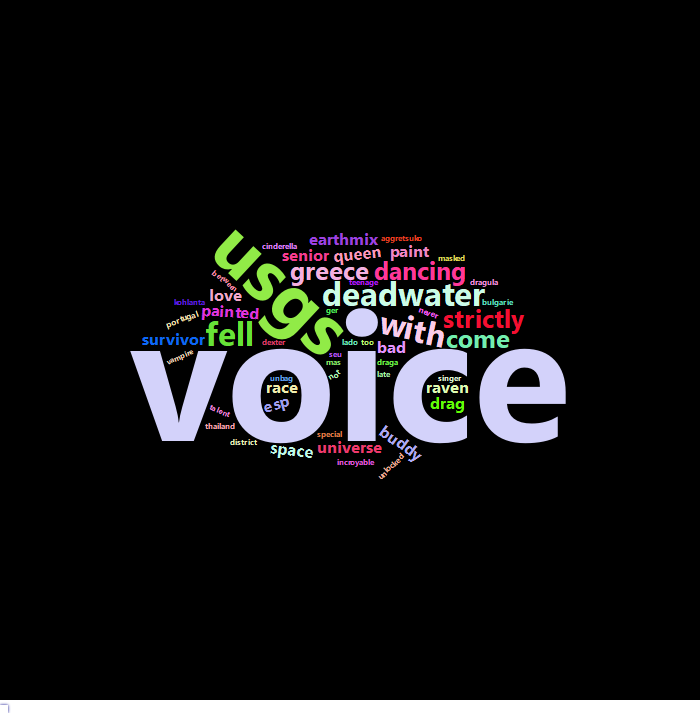 usgs
cinderella
earthmix
aggretsuko
senior
queen
paint
masked
between
greece
dancing
teenage
dragula
kohlanta
love
deadwater
bulgarie
portugal
painted
ger
never
strictly
fell
with
survivor
dexter
lado
too
bad
come
vampire
seu
mas
draga
not
late
voice
unbag
singer
race
raven
esp
drag
talent
thailand
buddy
district
space
special
universe
incroyable
unlocked